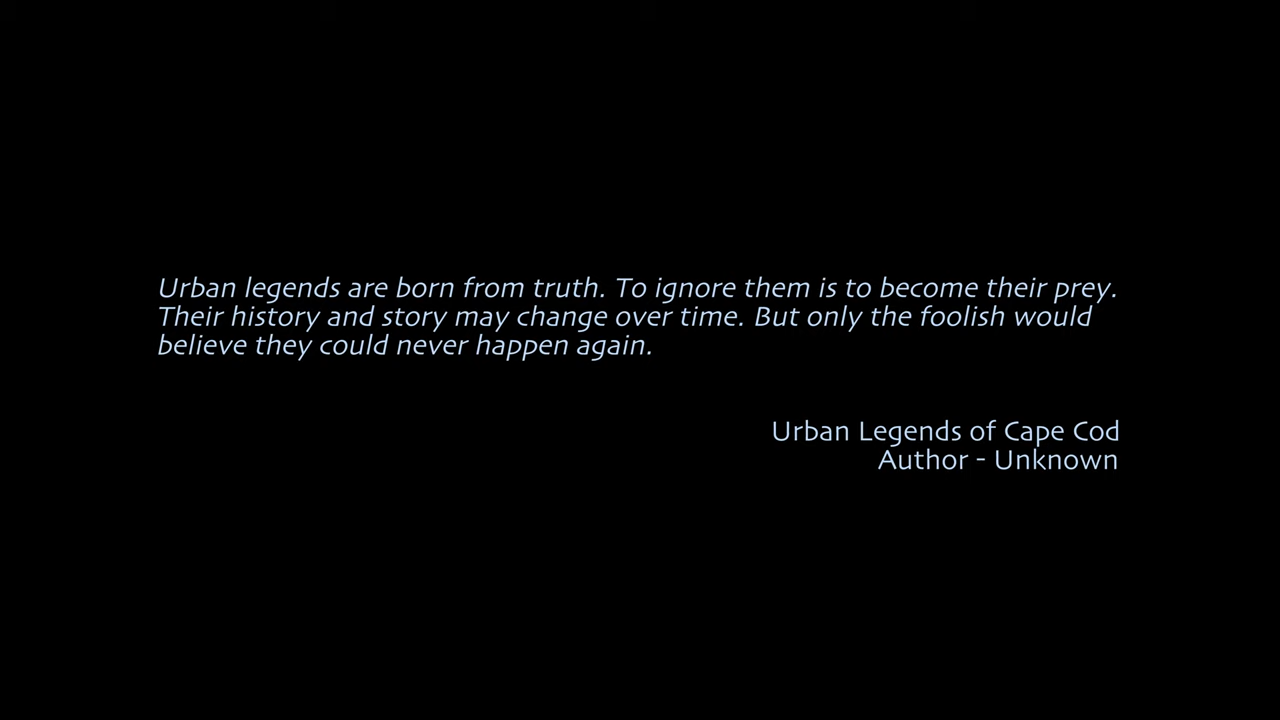 Urban legends are born from truth. To ignore them is to become their prey.
Their history and story may change over time. But only the foolish would
believe they could never happen again.
Urban Legends of Cape Cod
Author - Unknown